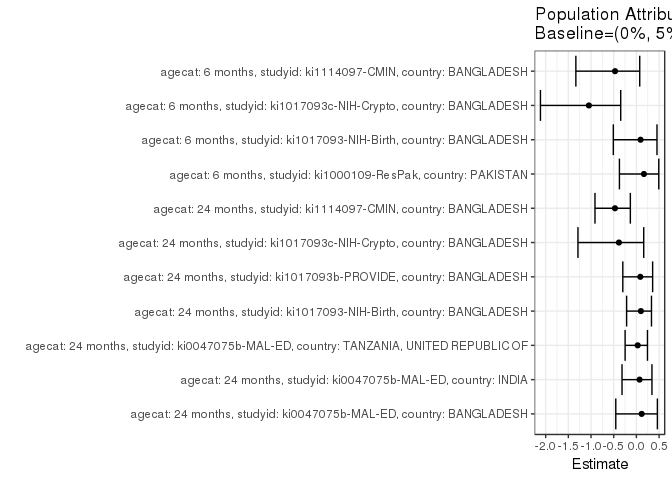 Population Attribu
Baseline=(0%, 5%
agecat: 6 months, studyid: ki1114097-CMIN, country: BANGLADESH
agecat: 6 months, studyid: ki1017093c-NIH-Crypto, country: BANGLADESH
agecat: 6 months, studyid: ki1017093-NIH-Birth, country: BANGLADESH
agecat: 6 months, studyid: ki1000109-ResPak, country: PAKISTAN
agecat: 24 months, studyid: ki1114097-CMIN, country: BANGLADESH
agecat: 24 months, studyid: ki1017093c-NIH-Crypto, country: BANGLADESH
agecat: 24 months, studyid: ki1017093b-PROVIDE, country: BANGLADESH
agecat: 24 months, studyid: ki1017093-NIH-Birth, country: BANGLADESH
agecat: 24 months, studyid: ki0047075b-MAL-ED, country: TANZANIA, UNITED REPUBLIC OF
agecat: 24 months, studyid: ki0047075b-MAL-ED, country: INDIA
agecat: 24 months, studyid: ki0047075b-MAL-ED, country: BANGLADESH
-2.0 -1.5 -1.0 -0.5 0.0 0.5
Estimate